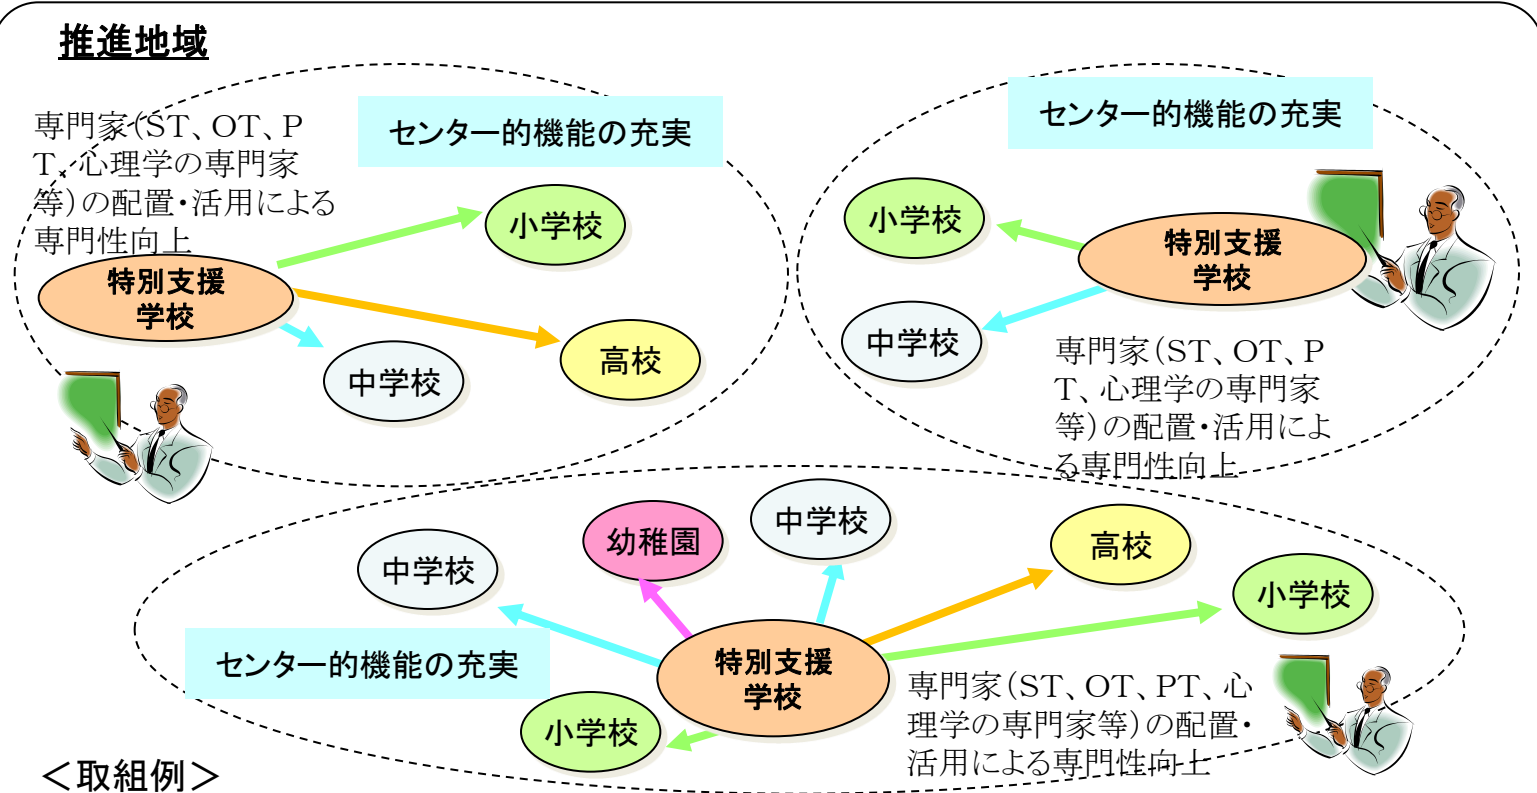 推進地域
専門家(ST、OT、P
T、心理学の専門家
等)の配置・活用による
専門性向上
センター的機能の充実
小学校
特別支援
学校
中学校
高校
センター的機能の充実
小学校
特別支援
学校
中学校
専門家(ST、OT、P
T、心理学の専門家
等)の配置・活用によ
る専門性向上
中学校
幼稚園
中学校
高校
小学校
センター的機能の充実
特別支援
学校
小学校
専門家(ST、OT、PT、心
理学の専門家等)の配置・
活用による専門性向上
<取組例>